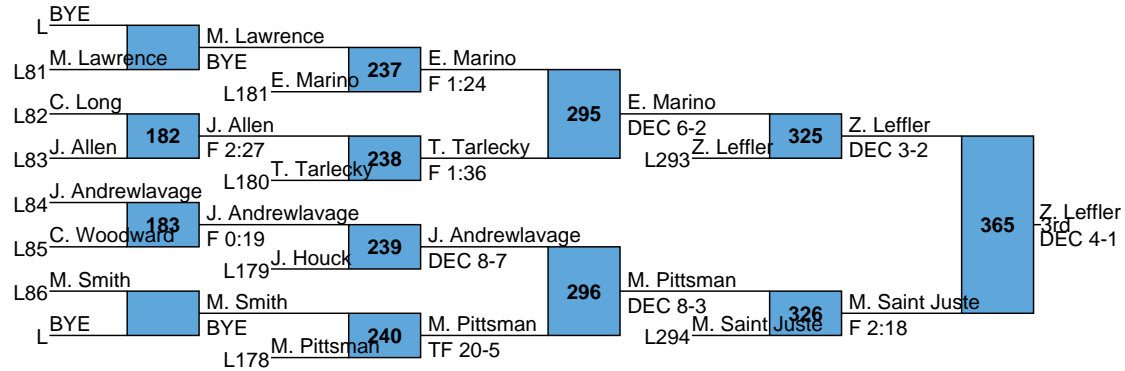 BYE
L
M. Lawrence
M. Lawrence
L81
BYE
237
E. Marino
E. Marino
L181
F 1:24
C. Long
L82
295
E. Marino
DEC 6-2
182
J. Allen
J. Allen
L83
F 2:27
238
T. Tarlecky
T. Tarlecky
L180
F 1:36
325
Z. Leffler
Z. Leffler
L293
DEC 3-2
J. Andrewlavage
L84
183
J. Andrewlavage
C. Woodward
L85
F 0:19
239
J. Andrewlavage
J. Houck
L179
DEC 8-7
365
Z. Leffler
3rd
DEC 4-1
M. Smith
L86
296
M. Pittsman
DEC 8-3
M. Smith
BYE
L
BYE
240
M. Pittsman
M. Pittsman
L178
TF 20-5
326
M. Saint Juste
M. Saint Juste
L294
F 2:18